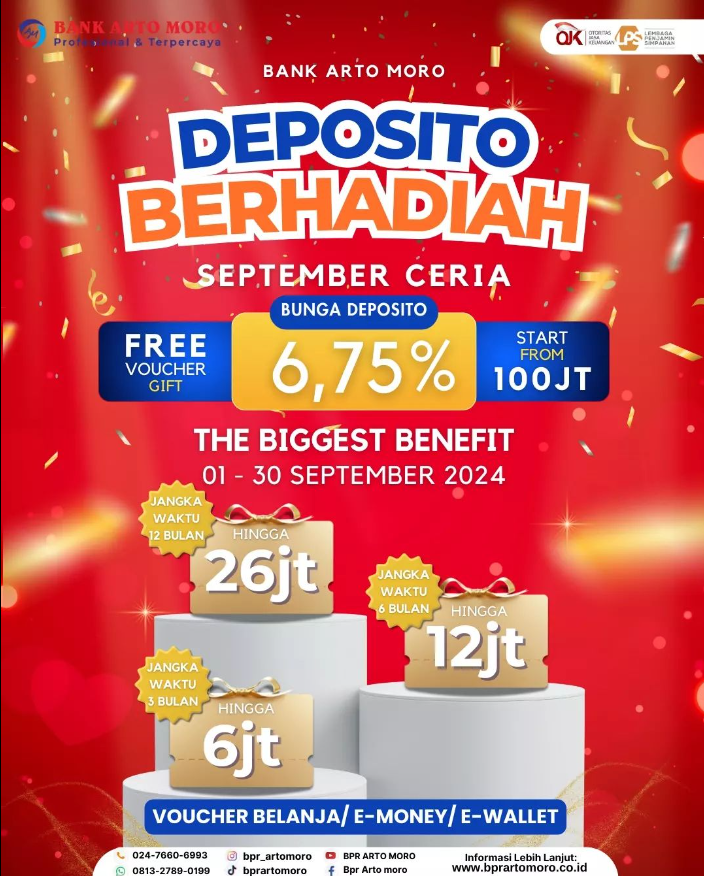 BANK ARTO MORO
Profesional & Terpercaya
OJK OTORITAS JASA KEUANGAN
LPS LEMBAGA PENJAMIN SIMPANAN
BANK ARTO MORO
DEPOSITO
BERHADIAH
SEPTEMBER CERIA
BUNGA DEPOSITO
FREE
VOUCHER
GIFT
6,75%
START
FROM
100JT
THE BIGGEST BENEFIT
01 - 30 SEPTEMBER 2024
JANGKA
WAKTU
12 BULAN
HINGGA
26jt
JANGKA
WAKTU
6 BULAN
HINGGA
12jt
JANGKA
WAKTU
3 BULAN
HINGGA
6jt
VOUCHER BELANJA/ E-MONEY/ E-WALLET
024-7660-6993
0813-2789-0199
bpr_artomoro
bprartomoro
BPR ARTO MORO
Bpr Arto moro
Informasi Lebih Lanjut:
www.bprartomoro.co.id